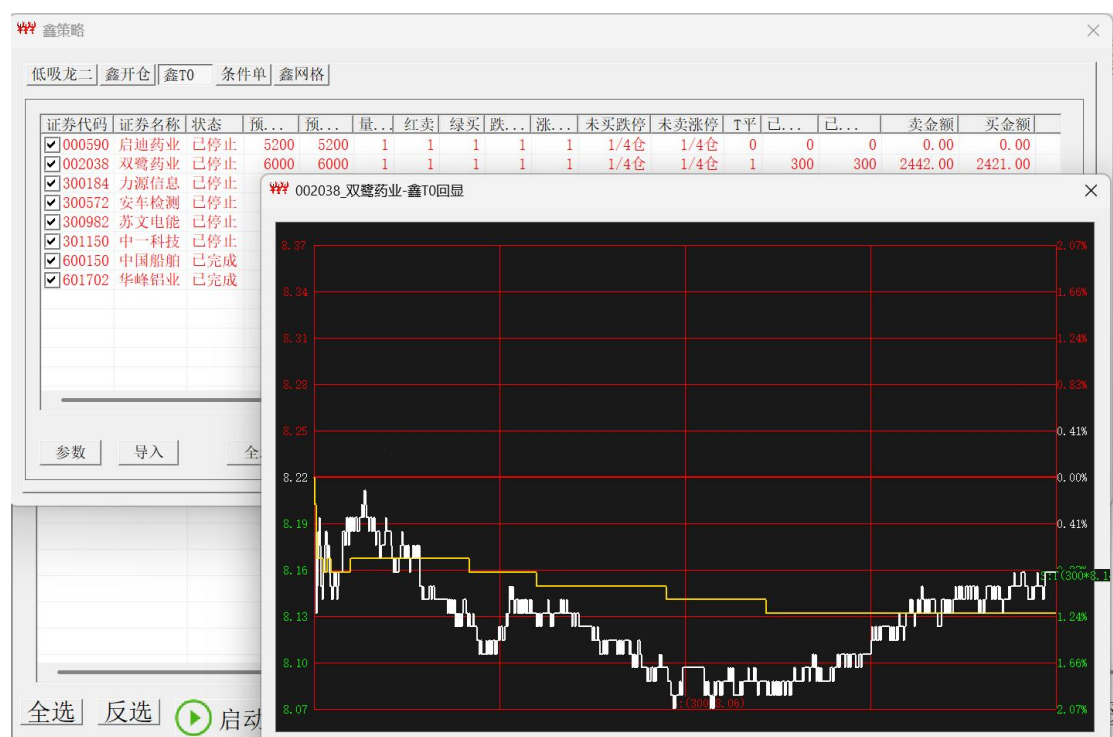 鑫策略
低吸龙二 鑫开仓 鑫T0 条件单 鑫网格
证券代码 证券名称 状态 预... 预... 量... 红卖 绿买 跌... 涨... 未买跌停 未卖涨停 T平 已... 已... 卖金额 买金额
000590 启迪药业 已停止 5200 5200 1 1 1 1 1 1/4仓 1/4仓 0 0 0 0.00 0.00
002038 双鹭药业 已停止 6000 6000 1 1 1 1 1 1/4仓 1/4仓 1 300 300 2442.00 2421.00
300184 力源信息 已停止
300572 安车检测 已停止
300982 苏文电能 已停止
301150 中一科技 已停止
600150 中国船舶 已完成
601702 华峰铝业 已完成
参数 导入 全
002038_双鹭药业-鑫T0回显
8.37 2.07%
8.34 1.66%
8.31 1.24%
8.28 0.83%
8.25 0.41%
8.22 0.00%
8.19 0.41%
8.16
8.13 1.24%
8.10 1.66%
8.07 2.07%
全选 反选 启动